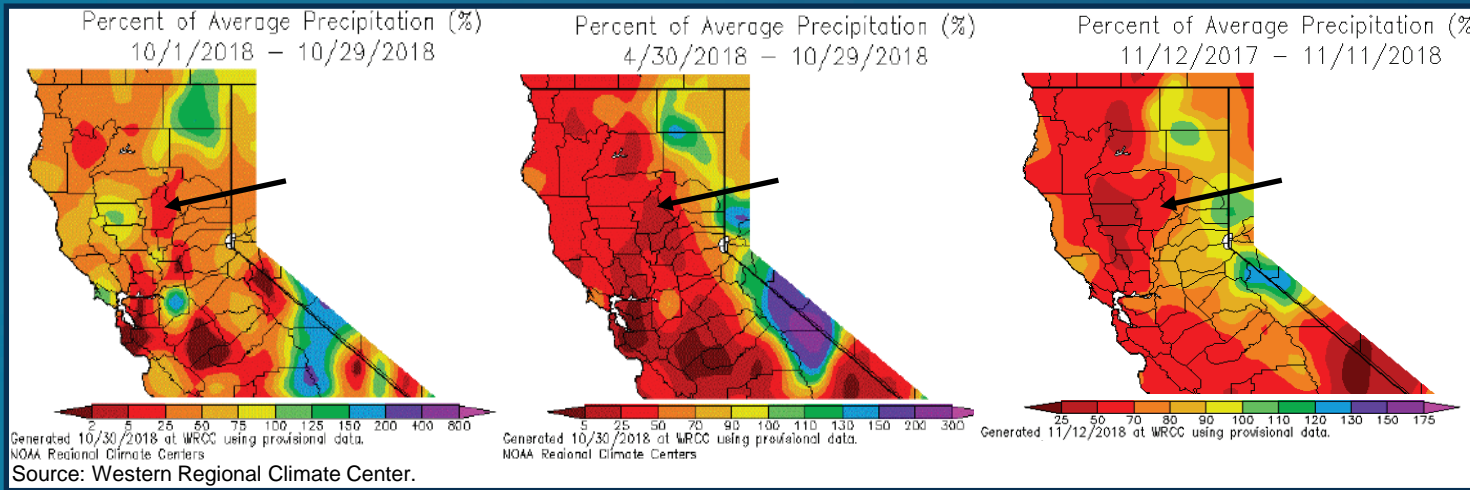 Percent of Average Precipitation (%)
10/1/2018 – 10/29/2018
2 5 25 50 75 100 125 150 200 400 800
Generated 10/30/2018 at WRCC using provisional data.
NOAA Regional Climate Centers
Percent of Average Precipitation (%)
4/30/2018 – 10/29/2018
5 25 50 70 90 100 110 130 150 200 300
Generated 10/30/2018 at WRCC using provisional data.
NOAA Regional Climate Centers
Percent of Average Precipitation (%
11/12/2017 – 11/11/2018
25 50 70 80 90 100 110 120 130 150 175
Generated 11/12/2018 at WRCC using provisional data.
Source: Western Regional Climate Center.